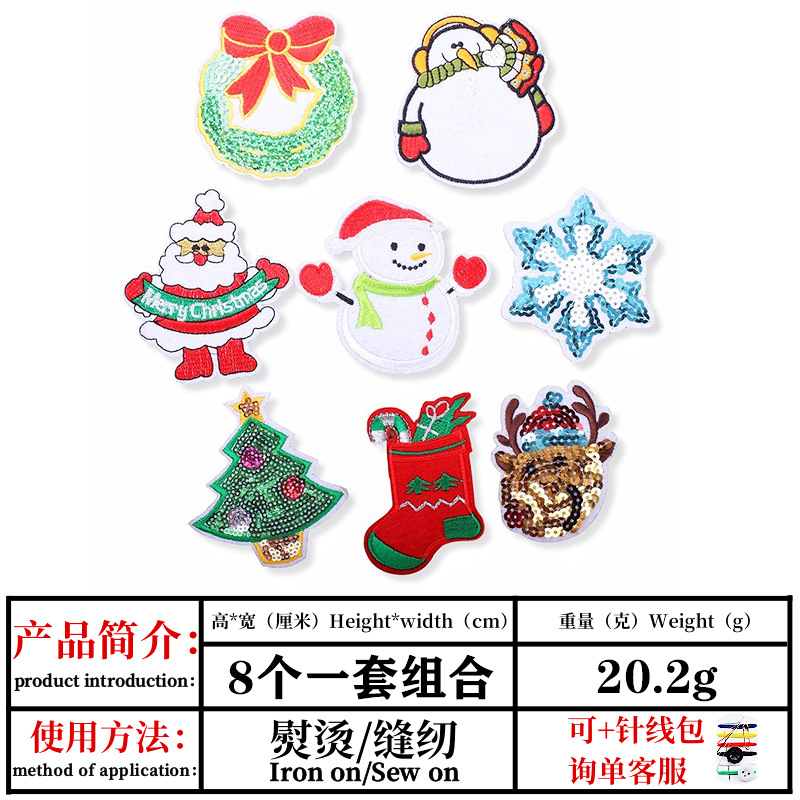 Merry Christmas
产品简介：
product introduction：
高*宽（厘米）Height*width（cm）
重量（克）Weight（g）
8个一套组合
20.2g
使用方法：
method of application：
熨烫/缝纫
Iron on/Sew on
可+针线包
询单客服